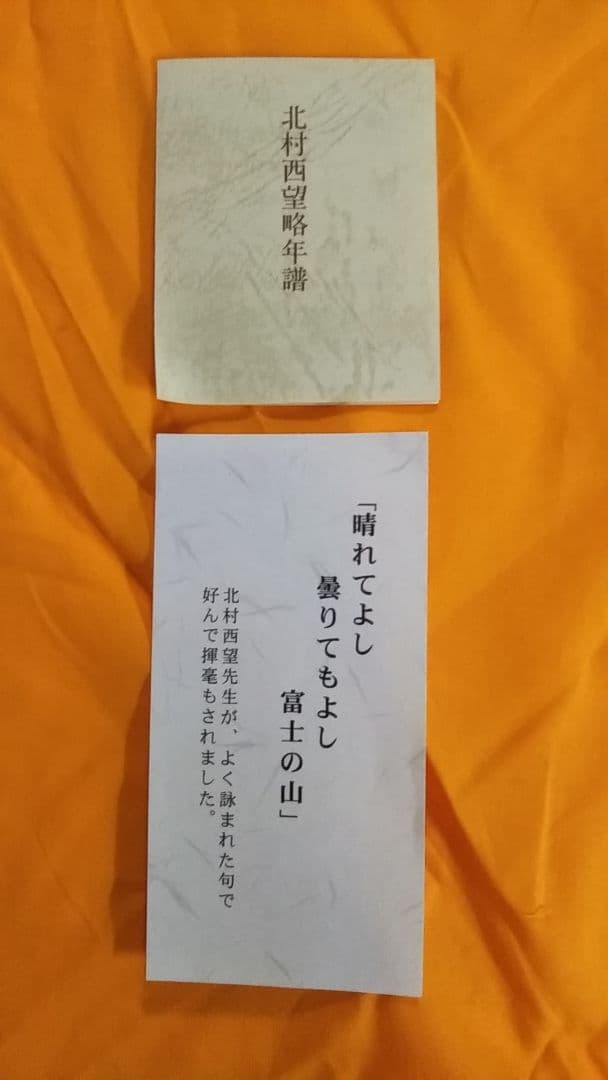 北村西望略年譜
「晴れてよし
曇りてもよし
富士の山」
北村西望先生が、よく詠まれた句で
好んで揮毫もされました。